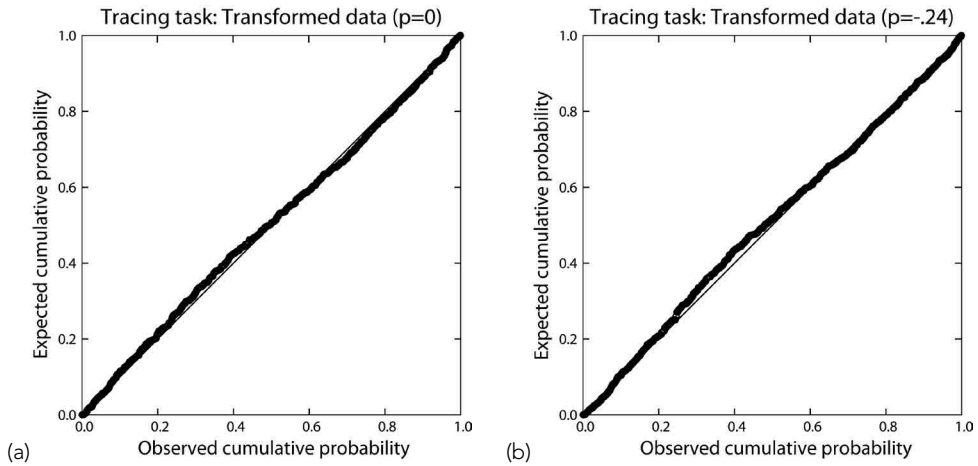 Tracing task: Transformed data (p=0)
Expected cumulative probability
1.0
0.8
0.6
0.4
0.2
0.0
0.0 0.2 0.4 0.6 0.8 1.0
Observed cumulative probability
(a)
Tracing task: Transformed data (p=-.24)
Expected cumulative probability
1.0
0.8
0.6
0.4
0.2
0.0
0.0 0.2 0.4 0.6 0.8 1.0
Observed cumulative probability
(b)